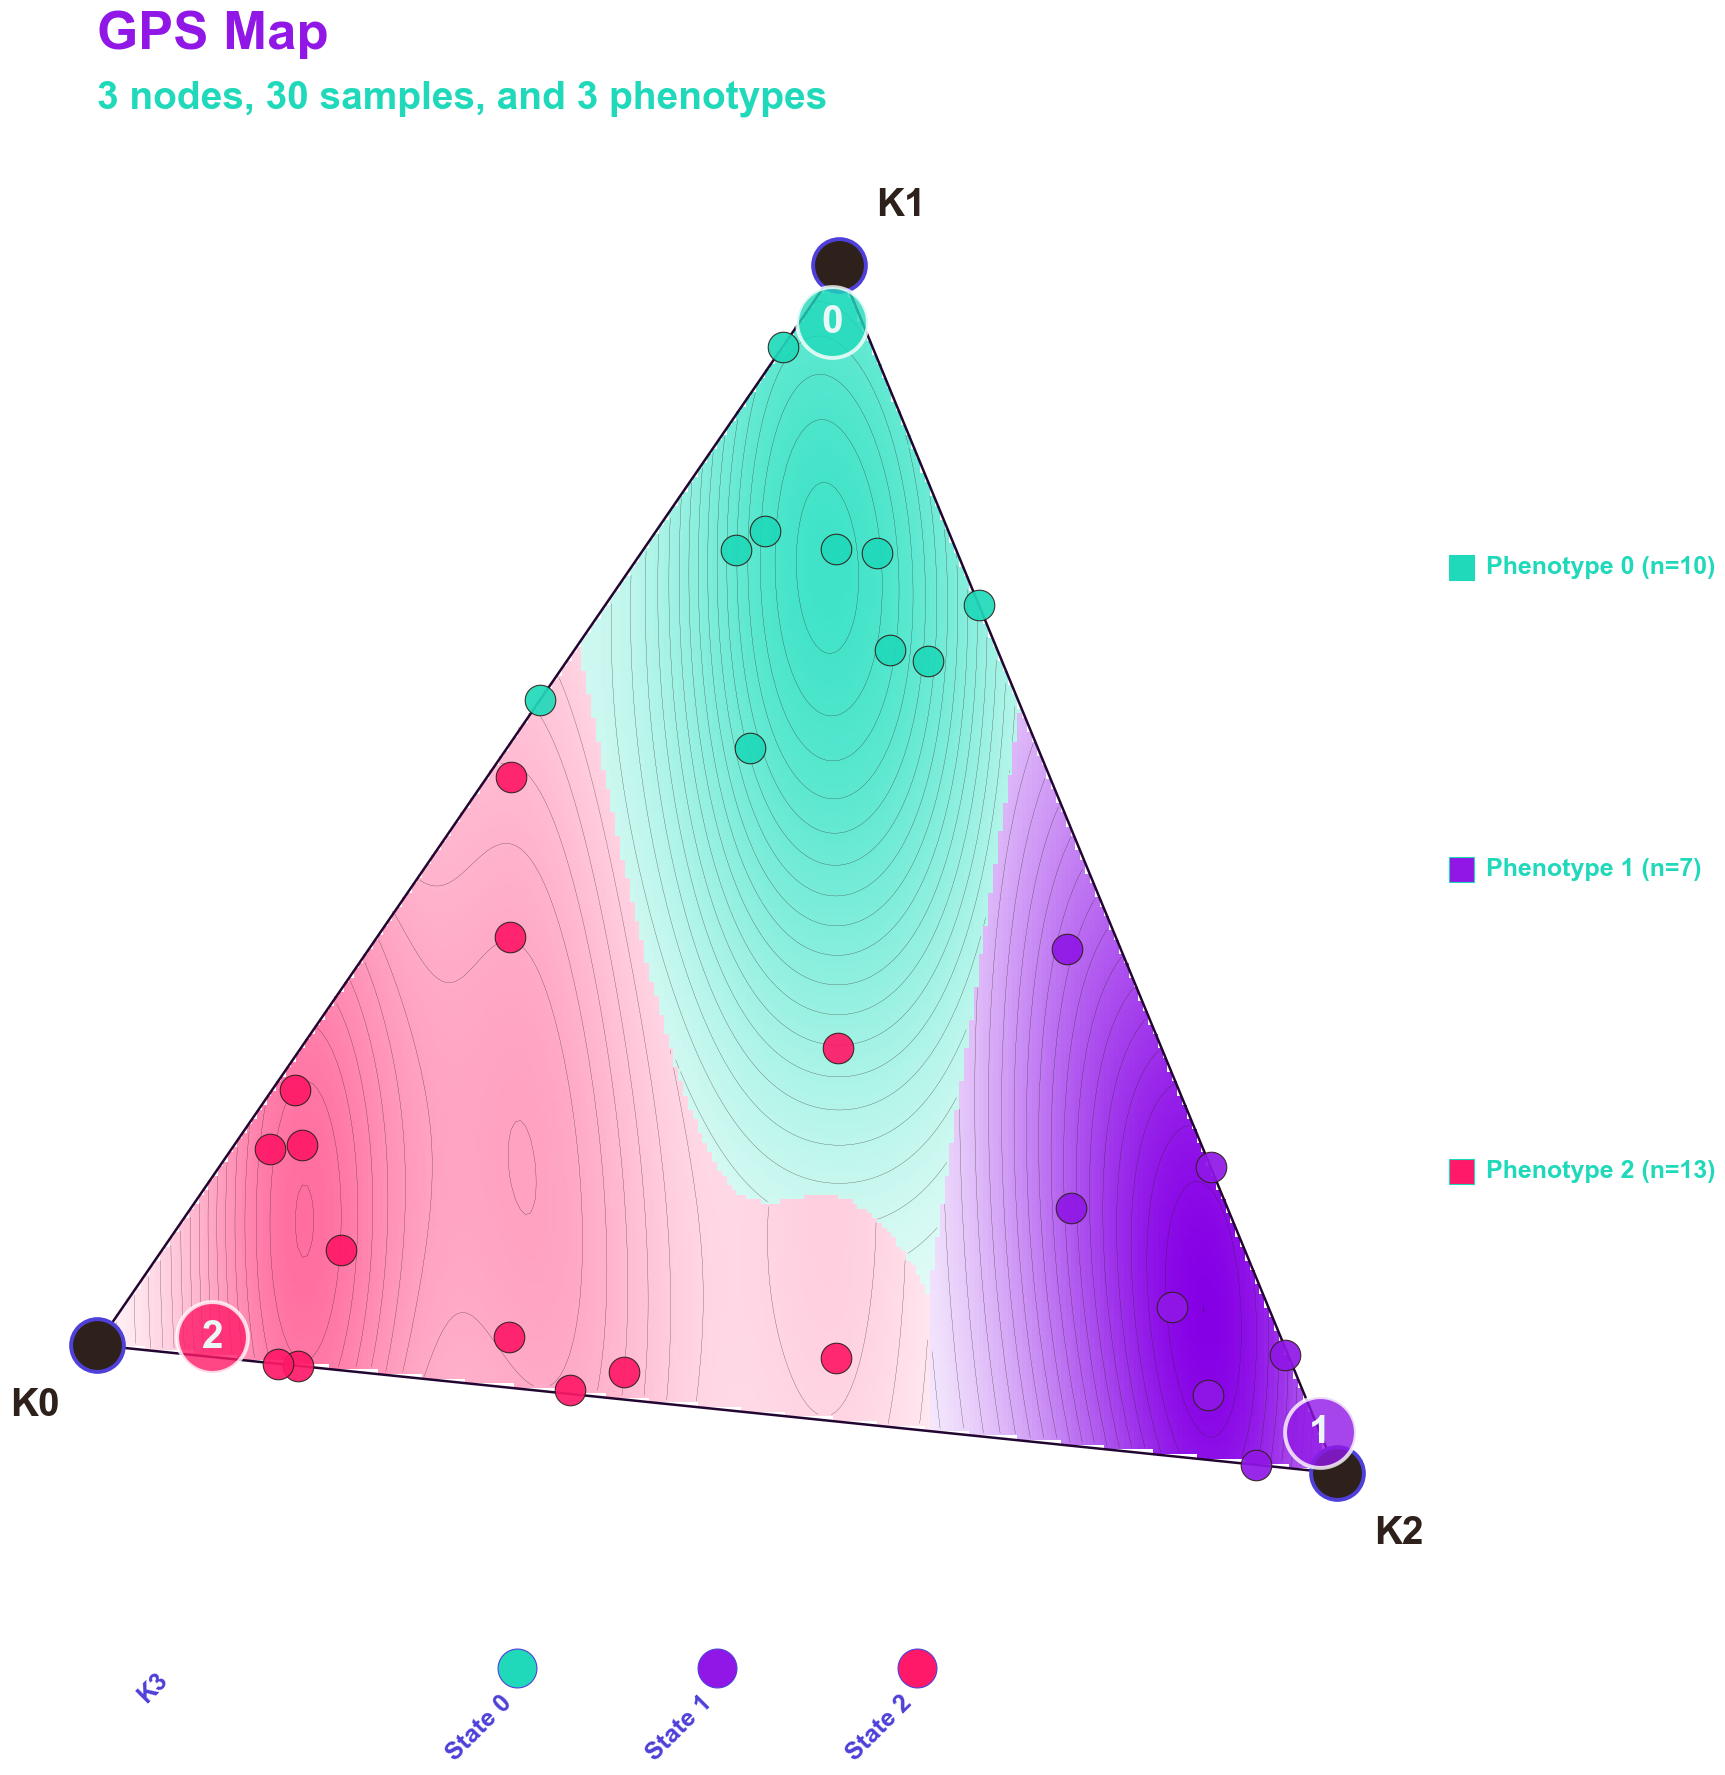 GPS Map
3 nodes, 30 samples, and 3 phenotypes
K1
0
Phenotype 0 (n=10)
Phenotype 1 (n=7)
Phenotype 2 (n=13)
2
K0
1
K2
K3
State 0
State 1
State 2